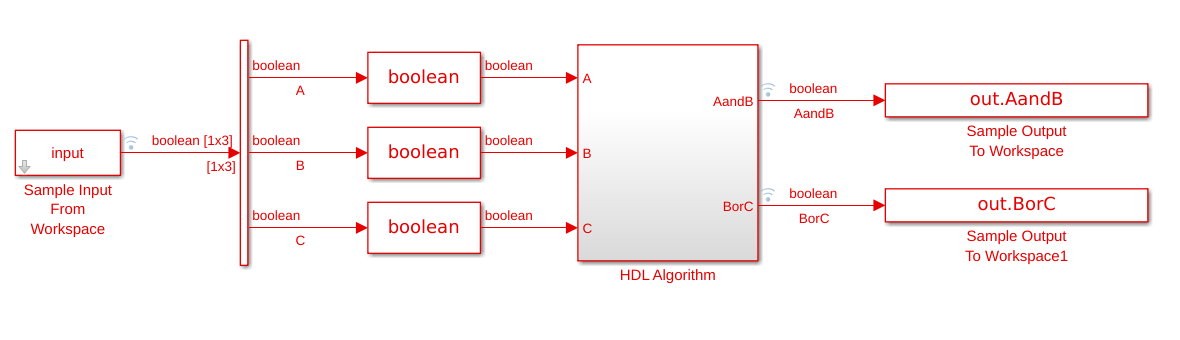 input
Sample Input
From
Workspace
boolean [1x3]
[1x3]
boolean
A
boolean
B
boolean
C
boolean
boolean
boolean
boolean
boolean
boolean
A
B
C
AandB
BorC
HDL Algorithm
boolean
AandB
boolean
BorC
out.AandB
Sample Output
To Workspace
out.BorC
Sample Output
To Workspace1